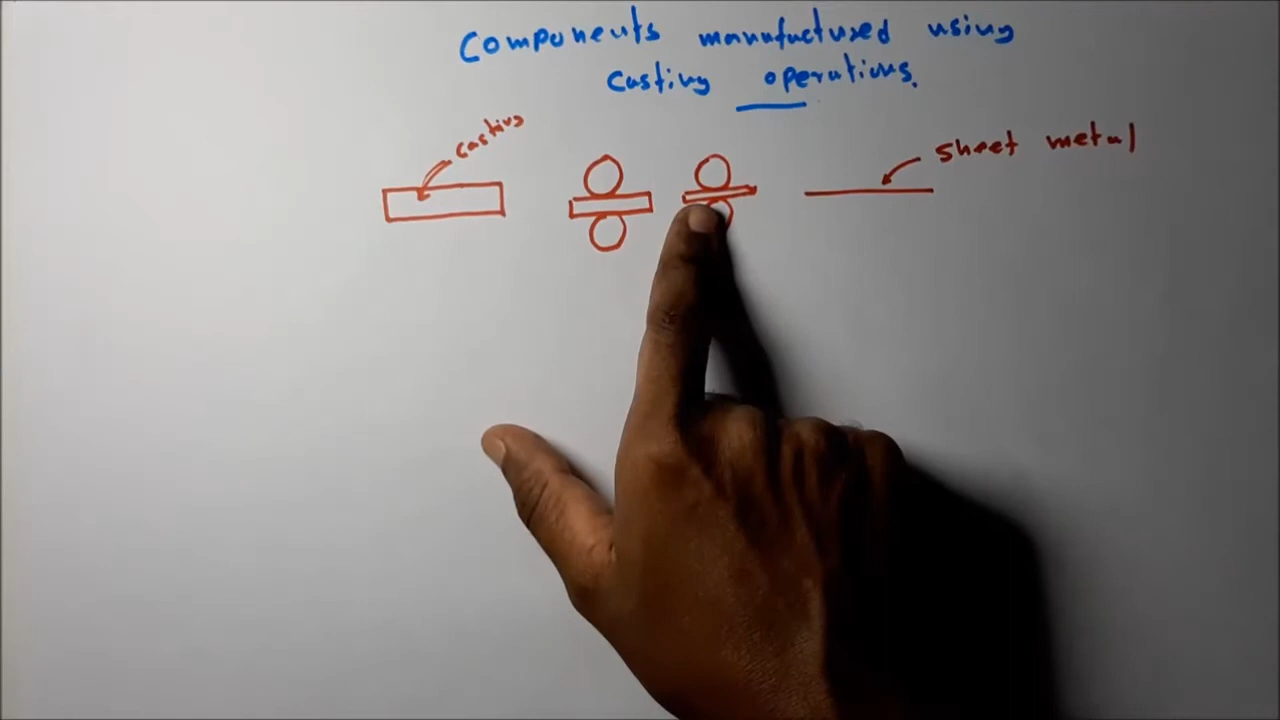 Components manufactured using
casting operations.
casting
sheet metal